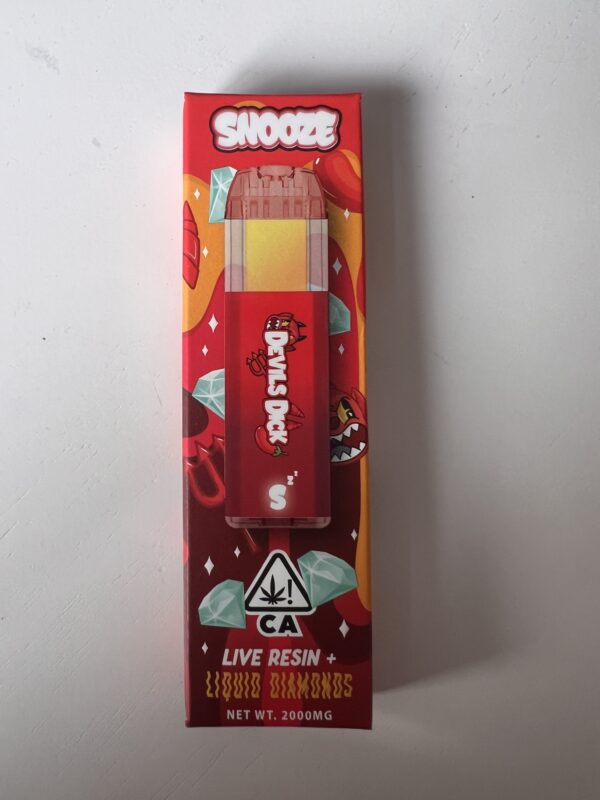 SNOOZE
DEVILS DICK
S
CA
LIVE RESIN +
LIQUID DIAMONDS
NET WT. 2000MG